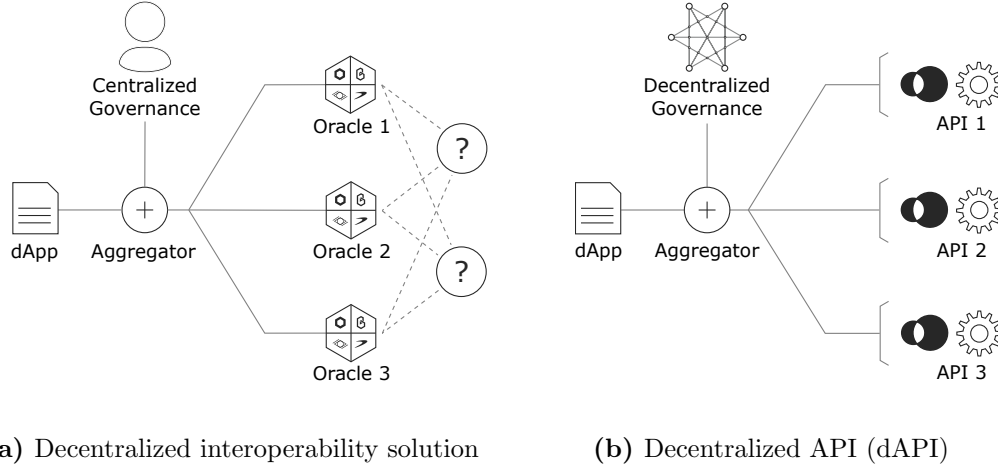 Centralized
Governance
Oracle 1
?
dApp
+
Aggregator
Oracle 2
?
Oracle 3
a) Decentralized interoperability solution
Decentralized
Governance
API 1
dApp
+
Aggregator
API 2
API 3
(b) Decentralized API (dAPI)